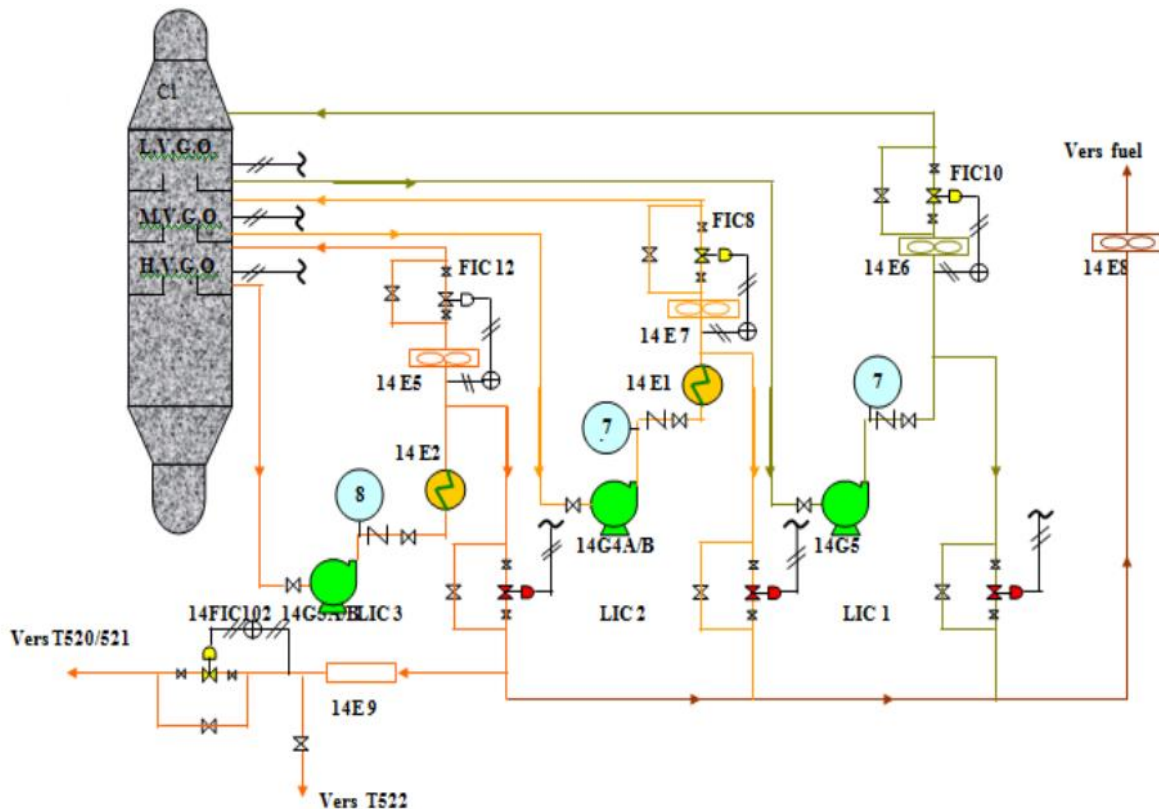 C1
L.V.G.O.
M.V.G.O.
H.V.G.O
FIC 12
FIC8
FIC10
Vers fuel
14 E5
14 E 7
14 E6
14 E8
14 E2
14 E1
8
7
7
14G4A/B
14G5
14FIC102
14G3A/B
LIC 3
LIC 2
LIC 1
Vers T520/521
14E 9
Vers T522